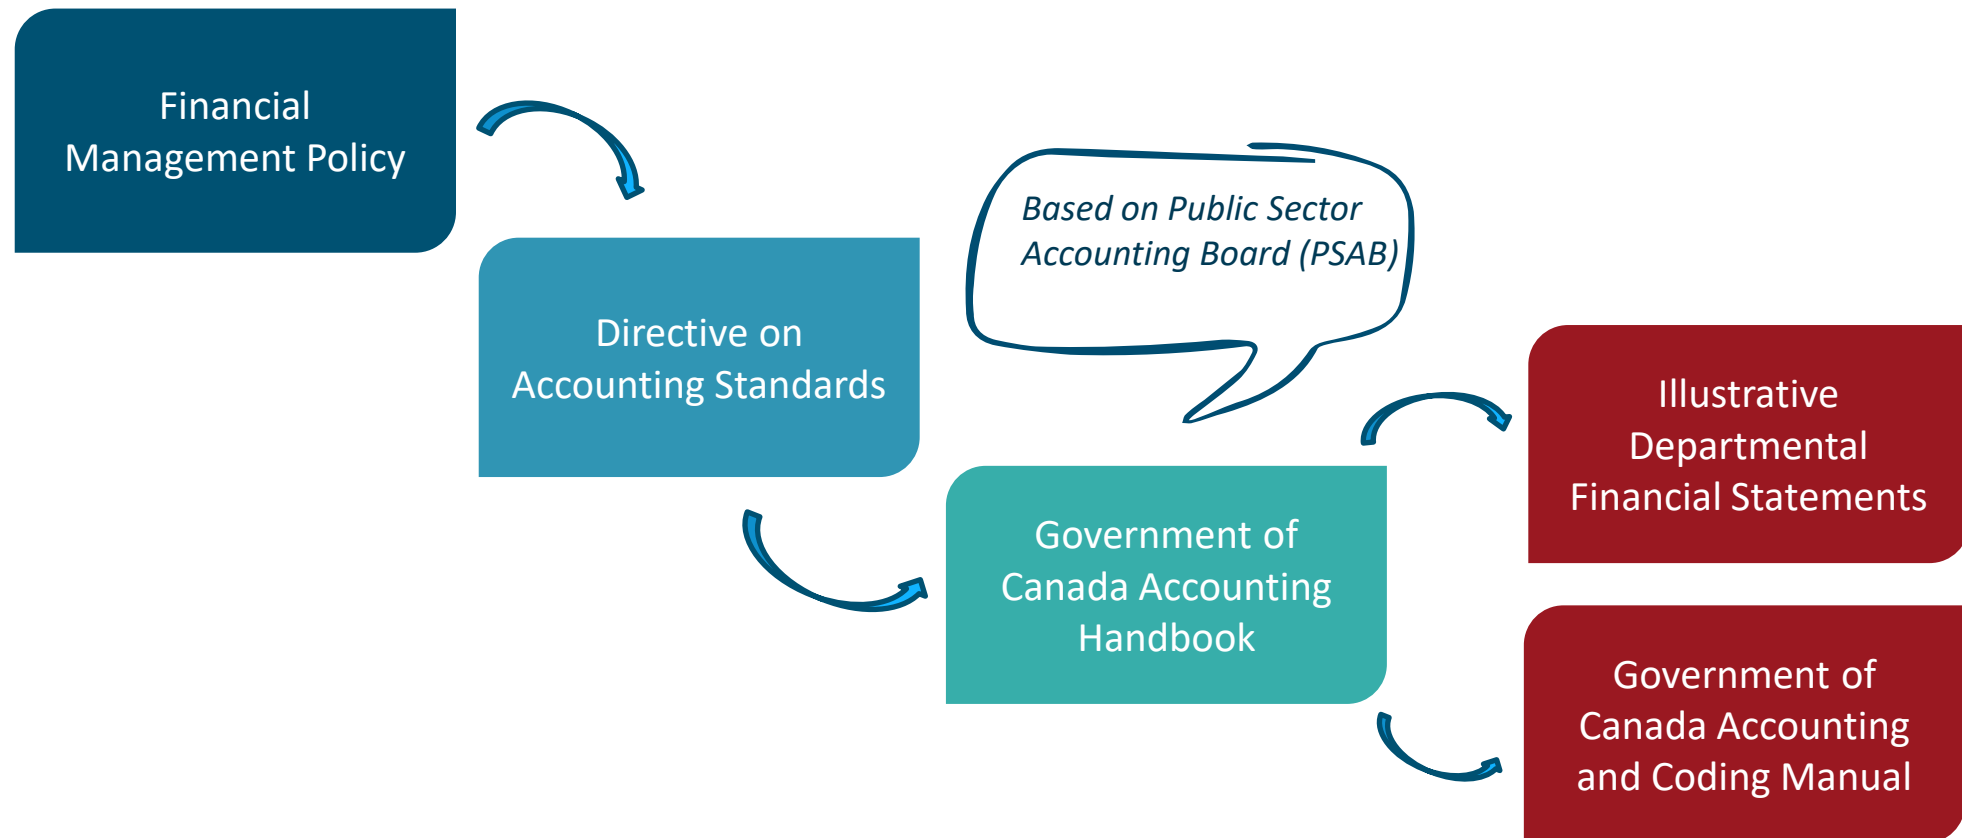 Financial
Management Policy
Directive on
Accounting Standards
Based on Public Sector
Accounting Board (PSAB)
Government of
Canada Accounting
Handbook
Illustrative
Departmental
Financial Statements
Government of
Canada Accounting
and Coding Manual